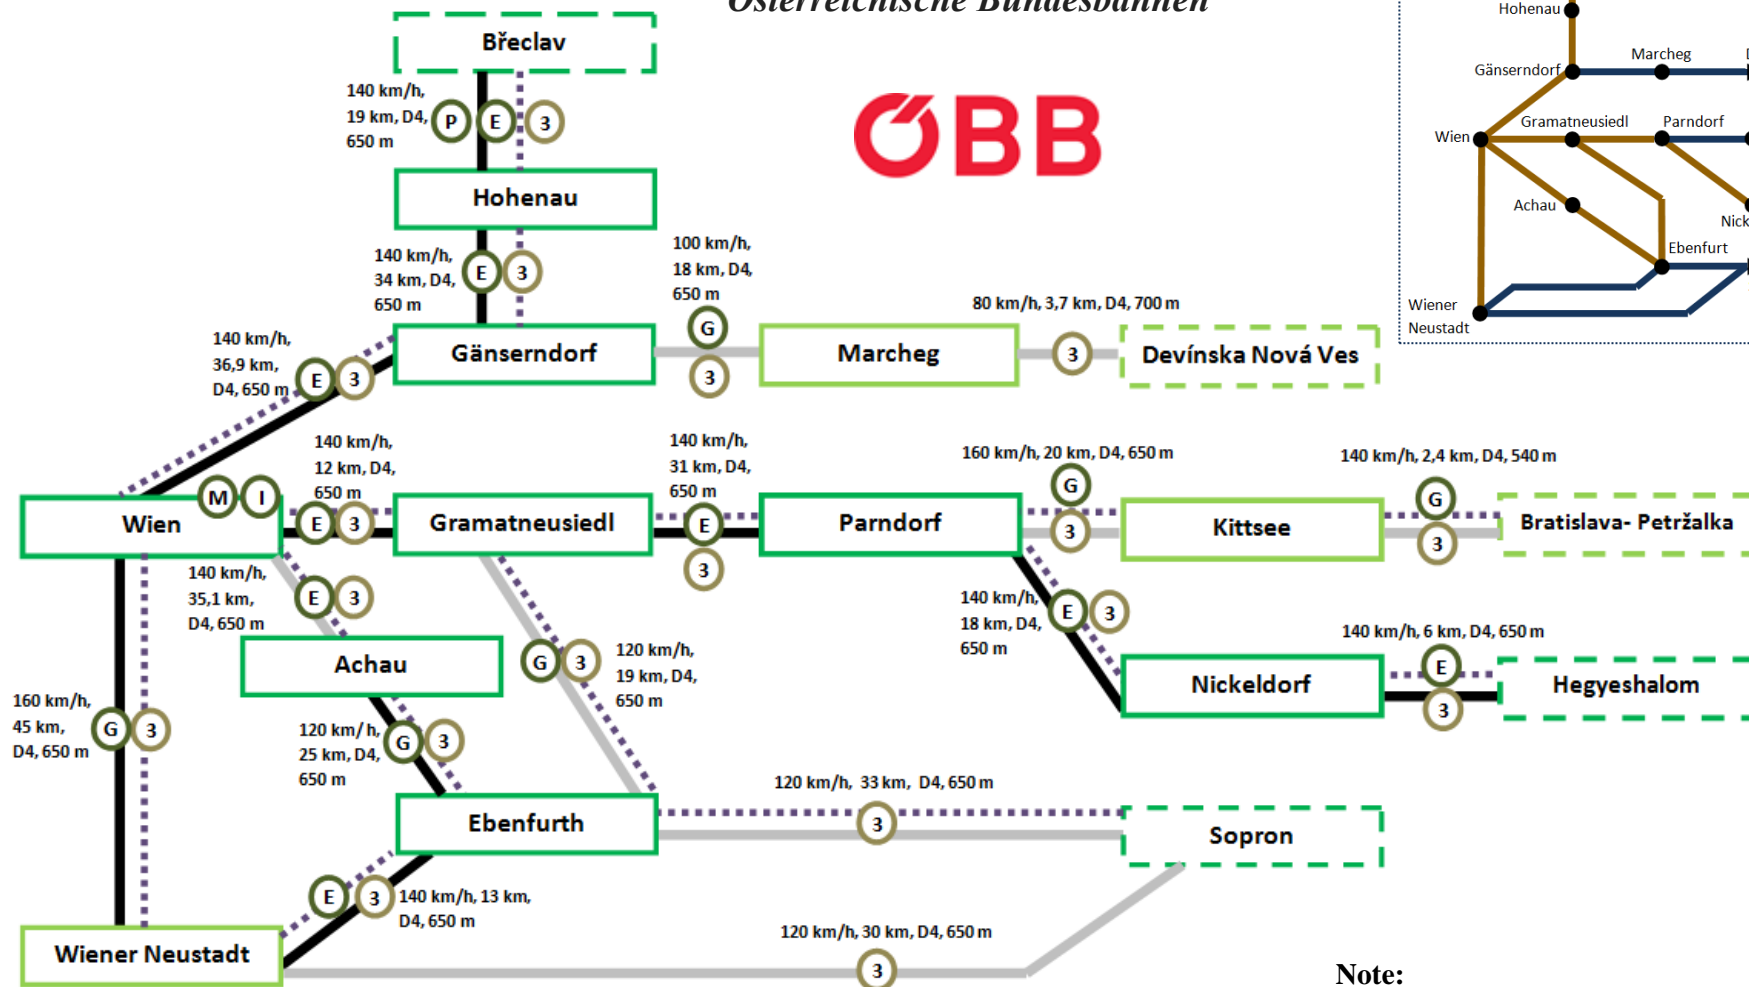 Österreichische Bundesbahnen
Břeclav
140 km/h,
19 km, D4,
650 m
P E 3
ÖBB
Hohenau
140 km/h,
34 km, D4,
650 m
E 3
100 km/h,
18 km, D4,
650 m
G
3
80 km/h, 3,7 km, D4, 700 m
3
Gänserndorf
Marcheg
Devínska Nová Ves
140 km/h,
36,9 km,
D4, 650 m
E 3
Hohenau
Gänserndorf
Marcheg
Wien
Gramatneusiedl
Parndorf
Achau
Nick
Ebenfurt
Wiener
Neustadt
M I
Wien
140 km/h,
12 km, D4,
650 m
E 3
Gramatneusiedl
140 km/h,
31 km, D4,
650 m
E
3
Parndorf
160 km/h, 20 km, D4, 650 m
G
3
Kittsee
140 km/h, 2,4 km, D4, 540 m
G
3
Bratislava- Petržalka
140 km/h,
35,1 km,
D4, 650 m
E 3
Achau
120 km/h,
19 km, D4,
650 m
G 3
140 km/h,
18 km, D4,
650 m
E 3
Nickeldorf
140 km/h, 6 km, D4, 650 m
E
3
Hegyeshalom
160 km/h,
45 km,
D4, 650 m
G 3
120 km/h,
25 km, D4,
650 m
G 3
Ebenfurth
120 km/h, 33 km, D4, 650 m
3
Sopron
E 3
140 km/h, 13 km,
D4, 650 m
Wiener Neustadt
120 km/h, 30 km, D4, 650 m
3
Note: